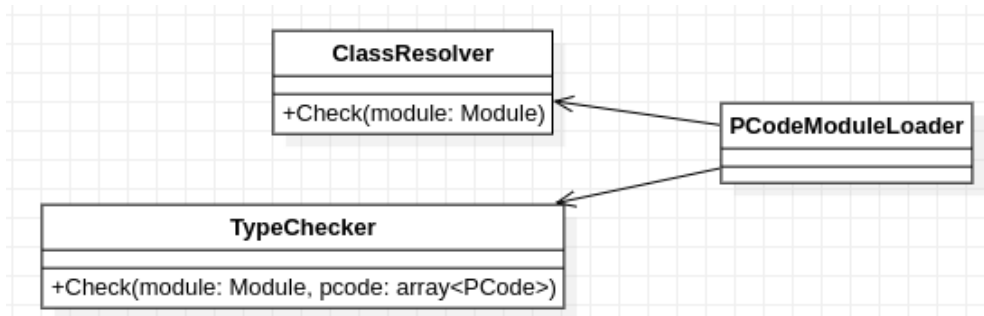 ClassResolver
+Check(module: Module)
PCodeModuleLoader
TypeChecker
+Check(module: Module, pcode: array<PCode>)